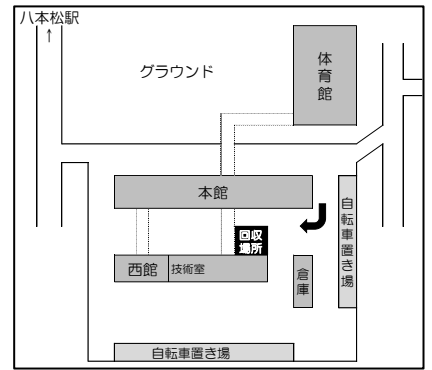 八本松駅
↑
グラウンド
体育館
本館
自転車置き場
回収
場所
西館
技術室
倉庫
自転車置き場